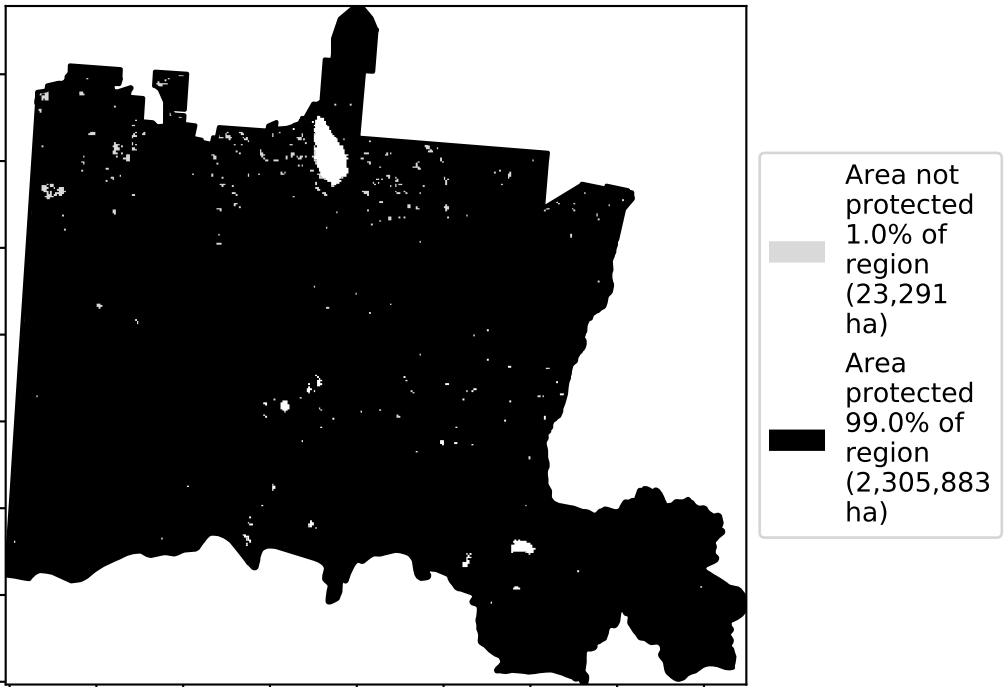 Area not
protected
1.0% of
region
(23,291
ha)
Area
protected
99.0% of
region
(2,305,883
ha)